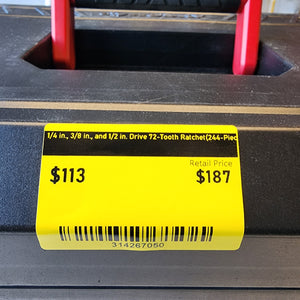 1/4 in., 3/8 in., and 1/2 in. Drive 72-Tooth Ratchet(244-Piec
Retail Price
$113 $187
314267050